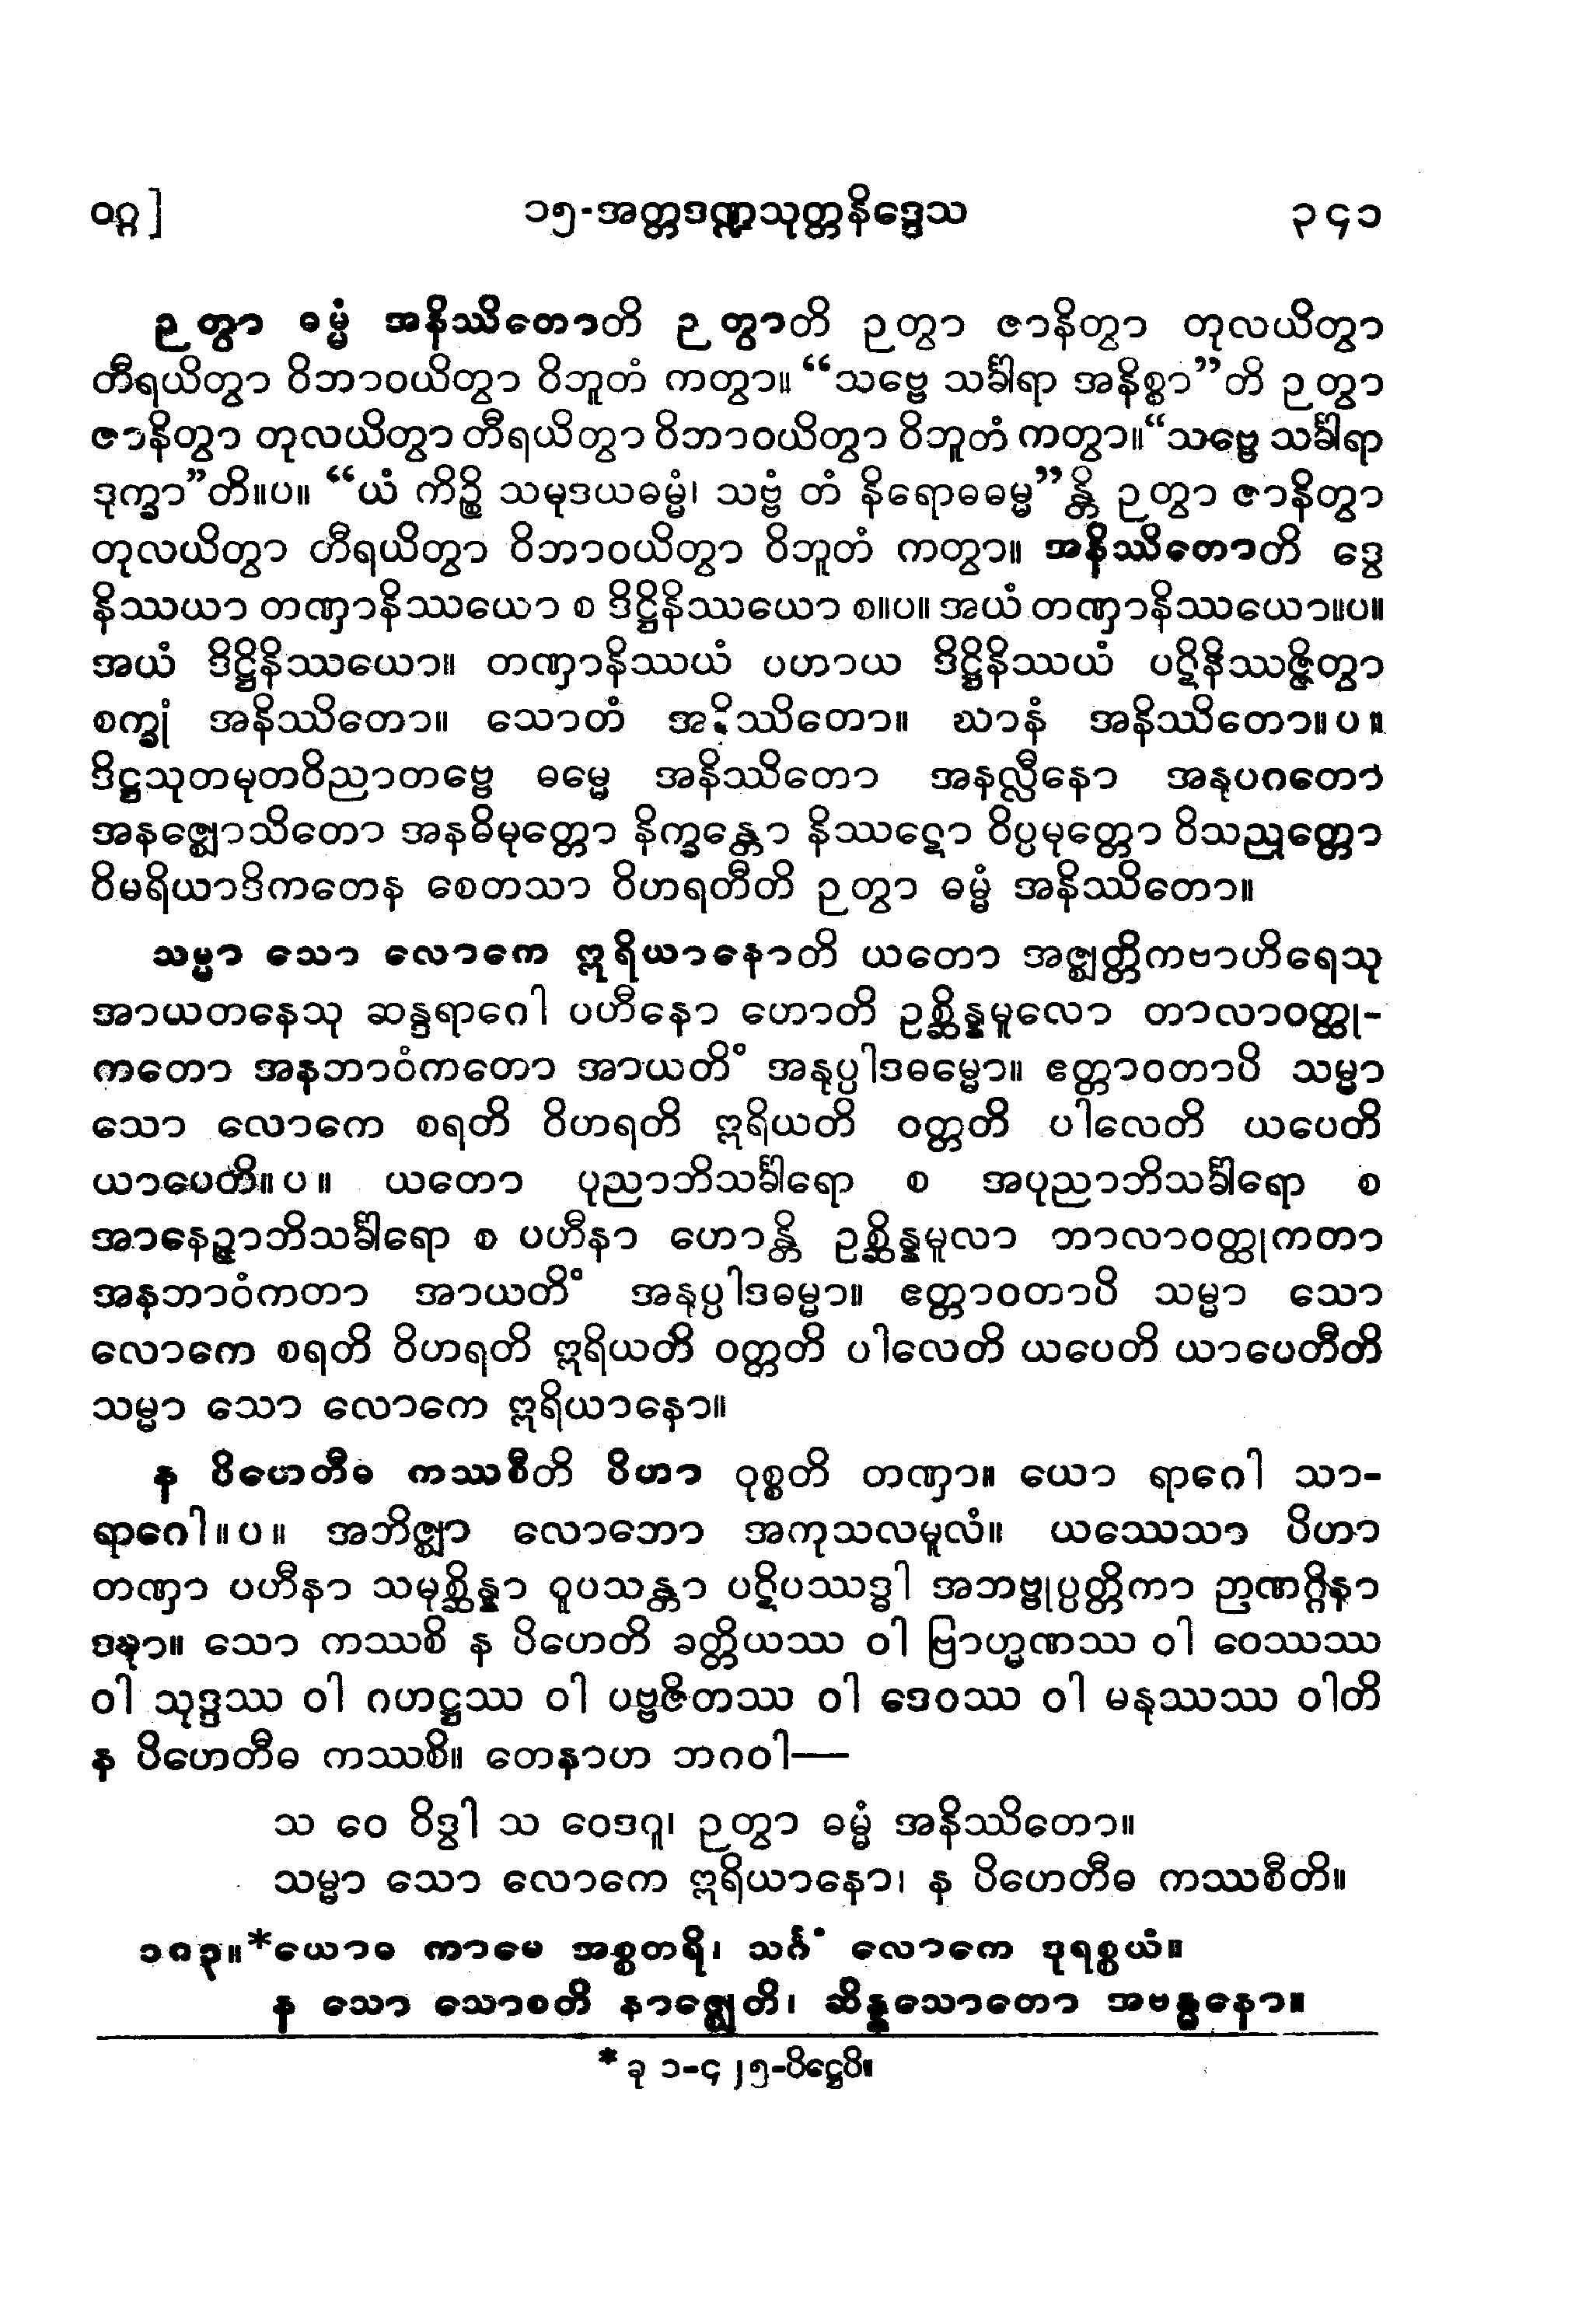 ၀ဂ္ဂ] ၁၅-အတ္တဒဏ္ဍသုတ္တနိဒ္ဒေသ ၃၄၁
ဉတွာ ဓမ္မံ အနိဿိတောတိ ဉတွာတိ ဉတွာ ဇာနိတွာ တုလယိတွာ
တီရယိတွာ ဝိဘာဝယိတွာ ဝိဘူတံ ကတွာ။ “သဗ္ဗေ သင်္ခါရာ အနိစ္စာ”တိ ဉတွာ
ဇာနိတွာ တုလယိတွာ တီရယိတွာ ဝိဘာဝယိတွာ ဝိဘူတံ ကတွာ။ “သဗ္ဗေ သင်္ခါရာ
ဒုက္ခာ”တိ။ပ။ “ယံ ကိဉ္စိ သမုဒယဓမ္မံ၊ သဗ္ဗံ တံ နိရောဓဓမ္မ”န္တိ ဉတွာ ဇာနိတွာ
တုလယိတွာ တီရယိတွာ ဝိဘာဝယိတွာ ဝိဘူတံ ကတွာ။ အနိဿိတောတိ ဒွေ
နိဿယာ တဏှာနိဿယော စ ဒိဋ္ဌိနိဿယော စ။ပ။ အယံ တဏှာနိဿယော။ပ။
အယံ ဒိဋ္ဌိနိဿယော။ တဏှာနိဿယံ ပဟာယ ဒိဋ္ဌိနိဿယံ ပဋိနိဿဇ္ဇိတွာ
စက္ခုံ အနိဿိတော။ သောတံ အနိဿိတော။ ဃာနံ အနိဿိတော။ပ။
ဒိဋ္ဌသုတမုတဝိညာတဗ္ဗေ ဓမ္မေ အနိဿိတော အနလ္လီနော အနုပဂတော
အနဇ္ဈောသိတော အနဓိမုတ္တော နိက္ခန္တော နိဿဋော ဝိပ္ပမုတ္တော ဝိသညုတ္တော
ဝိမရိယာဒိကတေန စေတသာ ဝိဟရတီတိ ဉတွာ ဓမ္မံ အနိဿိတော။
သမ္မာ သော လောကေ ဣရိယာနောတိ ယတော အဇ္ဈတ္တိကဗာဟိရေသု
အာယတနေသု ဆန္ဒရာဂေါ ပဟီနော ဟောတိ ဥစ္ဆိန္နမူလော တာလာဝတ္ထု-
ကတော အနဘာဝံကတော အာယတိံ အနုပ္ပါဒဓမ္မော။ ဧတ္တာဝတာပိ သမ္မာ
သော လောကေ စရတိ ဝိဟရတိ ဣရိယတိ ဝတ္တတိ ပါလေတိ ယပေတိ
ယာပေတိ။ပ။ ယတော ပုညာဘိသင်္ခါရော စ အပုညာဘိသင်္ခါရော စ
အာနေဉ္ဇာဘိသင်္ခါရော စ ပဟီနာ ဟောန္တိ ဥစ္ဆိန္နမူလာ တာလာဝတ္ထုကတာ
အနဘာဝံကတာ အာယတိံ အနုပ္ပါဒဓမ္မာ။ ဧတ္တာဝတာပိ သမ္မာ သော
လောကေ စရတိ ဝိဟရတိ ဣရိယတိ ဝတ္တတိ ပါလေတိ ယပေတိ ယာပေတီတိ
သမ္မာ သော လောကေ ဣရိယာနော။
န ပိဟေတီဓ ကဿစီတိ ပိဟာ ဝုစ္စတိ တဏှာ။ ယော ရာဂေါ သာ-
ရာဂေါ။ပ။ အဘိဇ္ဈာ လောဘော အကုသလမူလံ။ ယဿေသာ ပိဟာ
တဏှာ ပဟီနာ သမုစ္ဆိန္နာ ဝူပသန္တာ ပဋိပဿဒ္ဓါ အဘဗ္ဗုပ္ပတ္တိကာ ဉာဏဂ္ဂိနာ
ဒဍ္ဎာ။ သော ကဿစိ န ပိဟေတိ ခတ္တိယဿ ဝါ ဗြာဟ္မဏဿ ဝါ ဝေဿဿ
ဝါ သုဒ္ဒဿ ဝါ ဂဟဋ္ဌဿ ဝါ ပဗ္ဗဇိတဿ ဝါ ဒေဝဿ ဝါ မနုဿဿ ဝါတိ
န ပိဟေတီဓ ကဿစိ။ တေနာဟ ဘဂဝါ—
သ ဝေ ဝိဒွါ သ ဝေဒဂူ၊ ဉတွာ ဓမ္မံ အနိဿိတော။
သမ္မာ သော လောကေ ဣရိယာနော၊ န ပိဟေတီဓ ကဿစီတိ။
၁၈၃။*ယောဓ ကာမေ အစ္စတရိ၊ သင်္ဂံ လောကေ ဒုရစ္စယံ။
န သော သောစတိ နာဇ္ဈေတိ၊ ဆိန္နသောတော အဗန္ဓနော။
* ခု ၁-၄၂၅-ပိဋ္ဌေပိ။